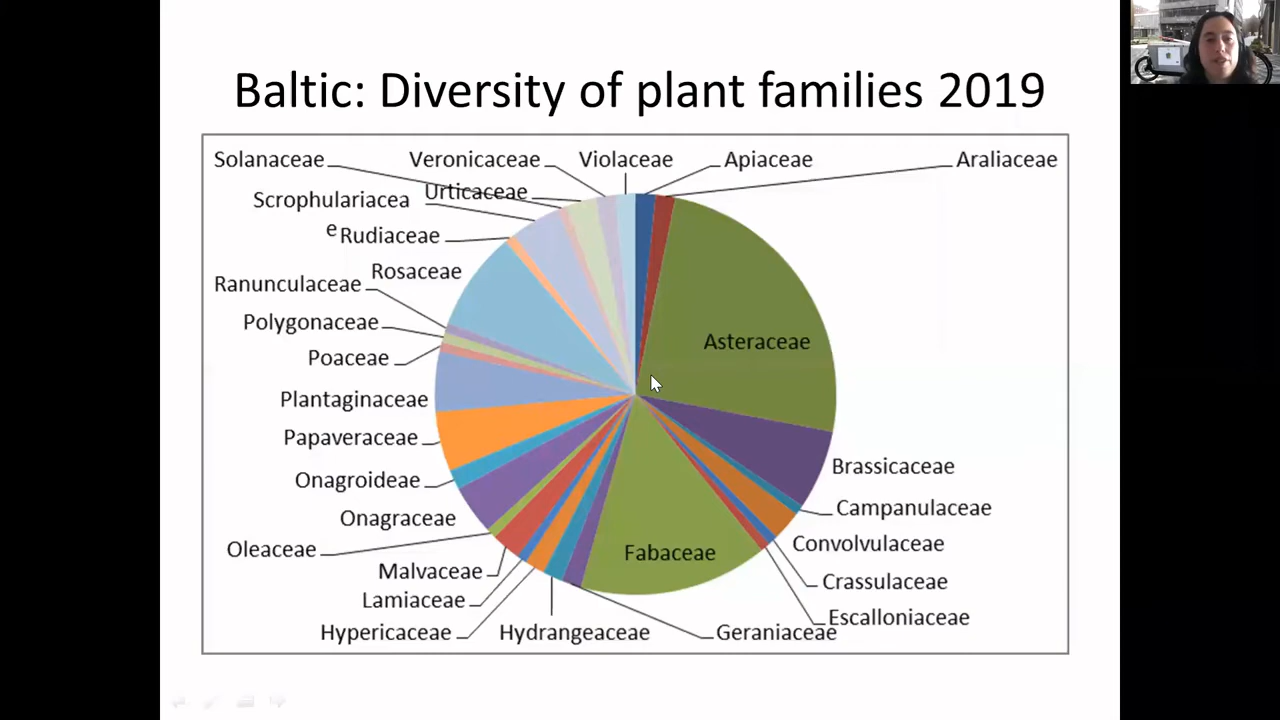 Baltic: Diversity of plant families 2019
Solanaceae
Veronicaceae
Violaceae
Apiaceae
Araliaceae
Urticaceae
Scrophulariacea
e
Rudiaceae
Rosaceae
Ranunculaceae
Polygonaceae
Poaceae
Asteraceae
Plantaginaceae
Papaveraceae
Brassicaceae
Onagroideae
Campanulaceae
Onagraceae
Convolvulaceae
Oleaceae
Fabaceae
Malvaceae
Crassulaceae
Lamiaceae
Escalloniaceae
Hypericaceae
Hydrangeaceae
Geraniaceae